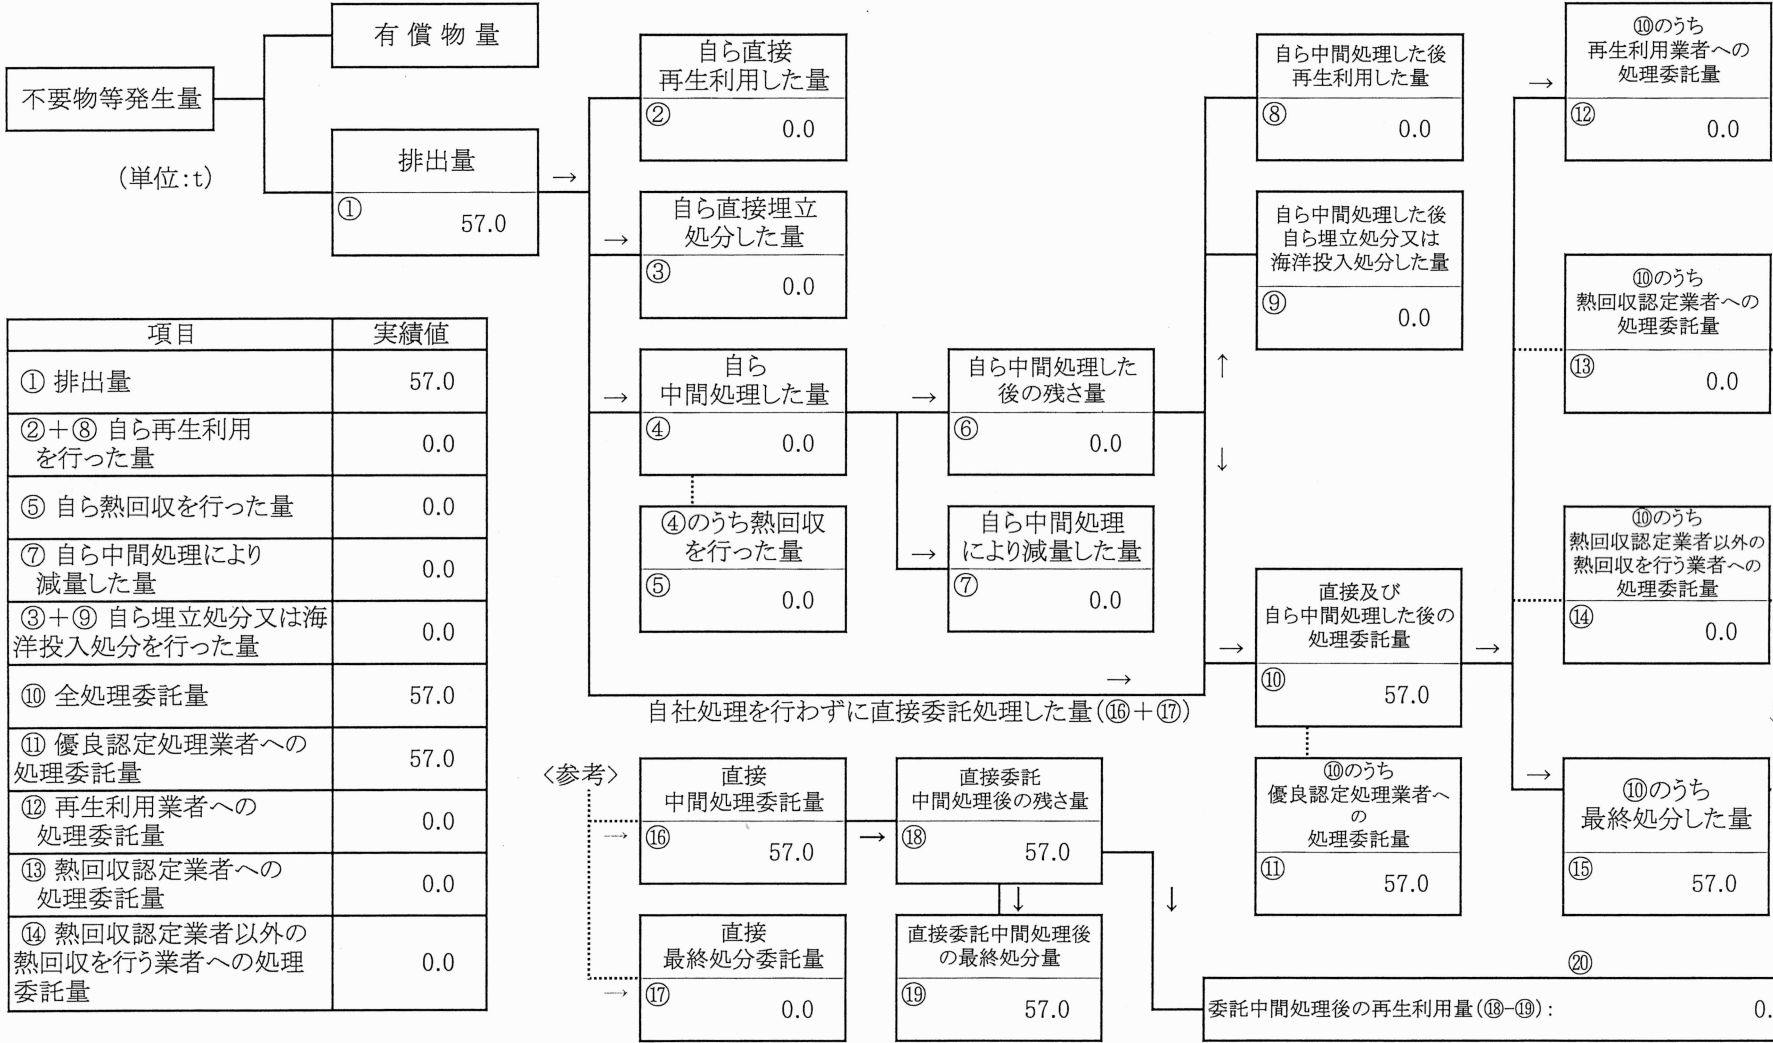 不要物等発生量
(単位:t)
有償物量
排出量
① 57.0
→
自ら直接
再生利用した量
② 0.0
→
自ら直接埋立
処分した量
③ 0.0
→
自ら
中間処理した量
④ 0.0
④のうち熱回収
を行った量
⑤ 0.0
→
自ら中間処理した
後の残さ量
⑥ 0.0
→
自ら中間処理
により減量した量
⑦ 0.0
自ら中間処理した後
再生利用した量
⑧ 0.0
自ら中間処理した後
自ら埋立処分又は
海洋投入処分した量
⑨ 0.0
↑
↓
→
自社処理を行わずに直接委託処理した量(⑯+⑰)
→
直接及び
自ら中間処理した後の
処理委託量
⑩ 57.0
→
⑩のうち
優良認定処理業者へ
の
処理委託量
⑪ 57.0
→
⑩のうち
再生利用業者への
処理委託量
⑫ 0.0
⑩のうち
熱回収認定業者への
処理委託量
⑬ 0.0
⑩のうち
熱回収認定業者以外の
熱回収を行う業者への
処理委託量
⑭ 0.0
→
⑩のうち
最終処分した量
⑮ 57.0
項目 実績値
① 排出量 57.0
②+⑧ 自ら再生利用
を行った量 0.0
⑤ 自ら熱回収を行った量 0.0
⑦ 自ら中間処理により
減量した量 0.0
③+⑨ 自ら埋立処分又は海
洋投入処分を行った量 0.0
⑩ 全処理委託量 57.0
⑪ 優良認定処理業者への
処理委託量 57.0
⑫ 再生利用業者への
処理委託量 0.0
⑬ 熱回収認定業者への
処理委託量 0.0
⑭ 熱回収認定業者以外の
熱回収を行う業者への処理
委託量 0.0
〈参考〉
→
直接
中間処理委託量
⑯ 57.0
→
直接
最終処分委託量
⑰ 0.0
→
直接委託
中間処理後の残さ量
⑱ 57.0
↓
直接委託中間処理後
の最終処分量
⑲ 57.0
↓
⑳
委託中間処理後の再生利用量(⑱-⑲): 0.